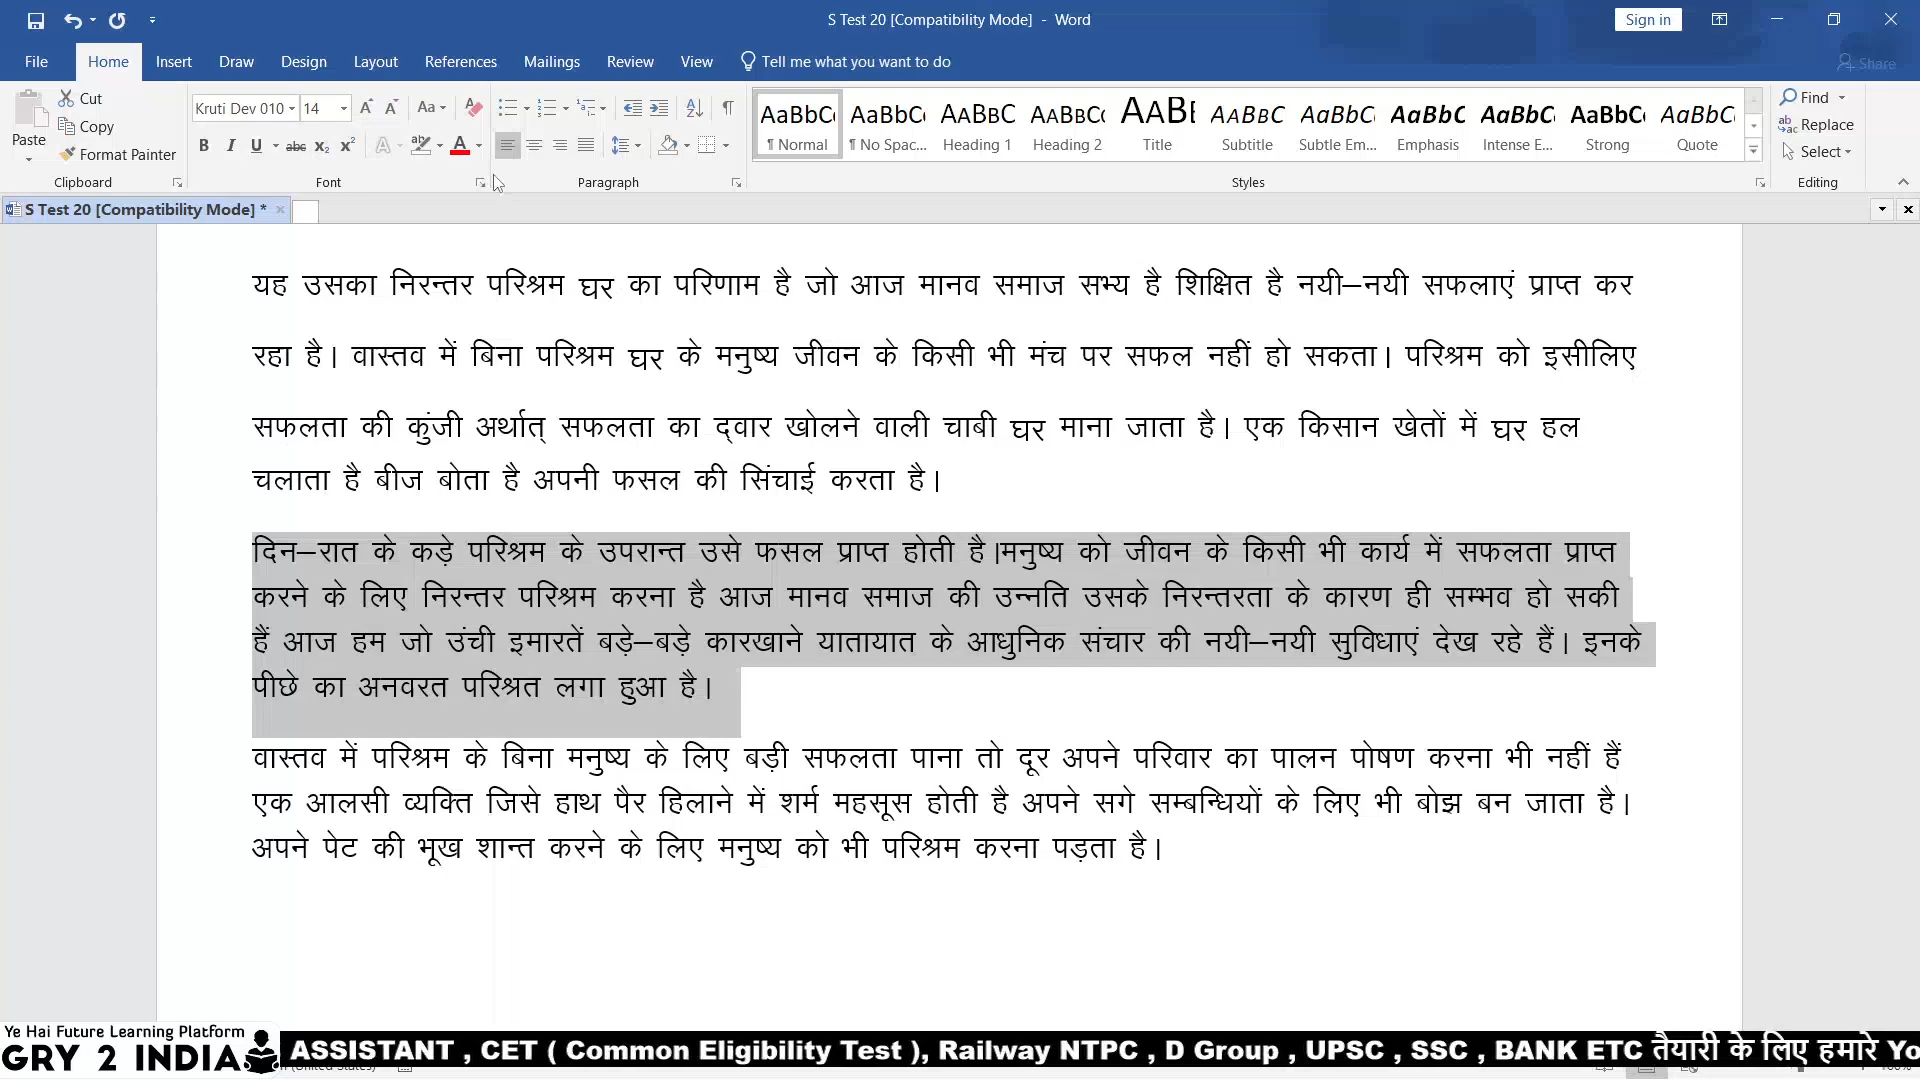 S Test 20 [Compatibility Mode] - Word
Sign in
File Home Insert Draw Design Layout References Mailings Review View Tell me what you want to do Share
Paste Cut Copy Format Painter
Kruti Dev 010 14
AaBbC AaBbC AABBC AABBCC AABB AABBC AaBbC AaBbC AaBbC AaBbC AaBbC
¶ Normal ¶ No Spac... Heading 1 Heading 2 Title Subtitle Subtle Em... Emphasis Intense E... Strong Quote
Find
Replace
Select
Clipboard Font Paragraph Styles Editing
S Test 20 [Compatibility Mode] *
यह उसका निरन्तर परिश्रम घर का परिणाम है जो आज मानव समाज सभ्य है शिक्षित है नयी–नयी सफलाएं प्राप्त कर
रहा है। वास्तव में बिना परिश्रम घर के मनुष्य जीवन के किसी भी मंच पर सफल नहीं हो सकता। परिश्रम को इसीलिए
सफलता की कुंजी अर्थात् सफलता का द्वार खोलने वाली चाबी घर माना जाता है। एक किसान खेतों में घर हल
चलाता है बीज बोता है अपनी फसल की सिंचाई करता है।
दिन–रात के कड़े परिश्रम के उपरान्त उसे फसल प्राप्त होती है।मनुष्य को जीवन के किसी भी कार्य में सफलता प्राप्त
करने के लिए निरन्तर परिश्रम करना है आज मानव समाज की उन्नति उसके निरन्तरता के कारण ही सम्भव हो सकी
हैं आज हम जो उंची इमारतें बड़े–बड़े कारखाने यातायात के आधुनिक संचार की नयी–नयी सुविधाएं देख रहे हैं। इनके
पीछे का अनवरत परिश्रत लगा हुआ है।
वास्तव में परिश्रम के बिना मनुष्य के लिए बड़ी सफलता पाना तो दूर अपने परिवार का पालन पोषण करना भी नहीं हैं
एक आलसी व्यक्ति जिसे हाथ पैर हिलाने में शर्म महसूस होती है अपने सगे सम्बन्धियों के लिए भी बोझ बन जाता है।
अपने पेट की भूख शान्त करने के लिए मनुष्य को भी परिश्रम करना पड़ता है।
Ye Hai Future Learning Platform
GRY 2 INDIA
ASSISTANT , CET ( Common Eligibility Test ), Railway NTPC , D Group , UPSC , SSC , BANK ETC तैयारी के लिए हमारे Yo